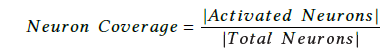 Neuron Coverage = |Activated Neurons| / |Total Neurons|